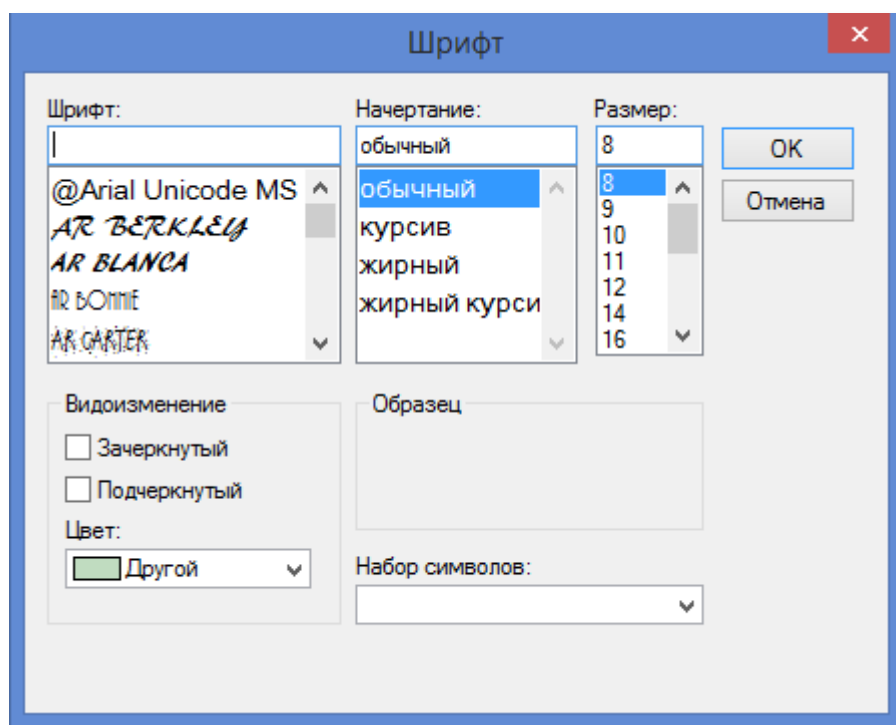 Шрифт
Шрифт:
Начертание:
Размер:
обычный
8
OK
Отмена
@Arial Unicode MS
AR BERKLEY
AR BLANCA
AR BONNIE
AR CARTER
обычный
курсив
жирный
жирный курси
8
9
10
11
12
14
16
Видоизменение
Зачеркнутый
Подчеркнутый
Цвет:
Другой
Образец
Набор символов: